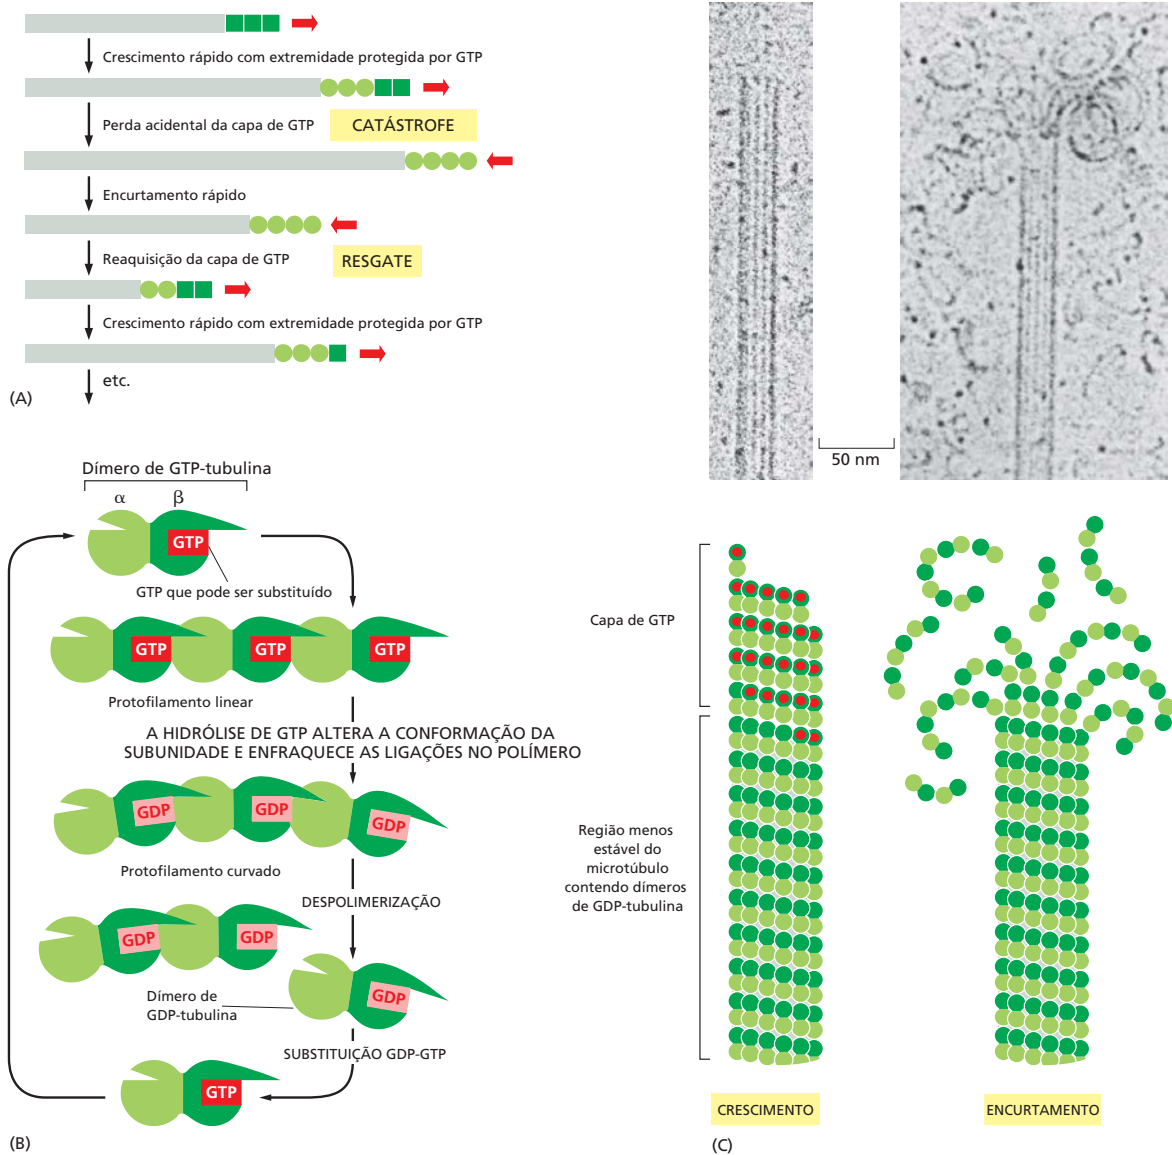 Crescimento rápido com extremidade protegida por GTP
Perda acidental da capa de GTP
CATÁSTROFE
Encurtamento rápido
Reaquisição da capa de GTP
RESGATE
Crescimento rápido com extremidade protegida por GTP
etc.
(A)
50 nm
Dímero de GTP-tubulina
α β
GTP
GTP que pode ser substituído
GTP GTP GTP
Protofilamento linear
A HIDRÓLISE DE GTP ALTERA A CONFORMAÇÃO DA
SUBUNIDADE E ENFRAQUECE AS LIGAÇÕES NO POLÍMERO
GDP GDP GDP
Protofilamento curvado
DESPOLIMERIZAÇÃO
GDP GDP
GDP
Dímero de
GDP-tubulina
SUBSTITUIÇÃO GDP-GTP
GTP
(B)
Capa de GTP
Região menos
estável do
microtúbulo
contendo dímeros
de GDP-tubulina
CRESCIMENTO
ENCURTAMENTO
(C)